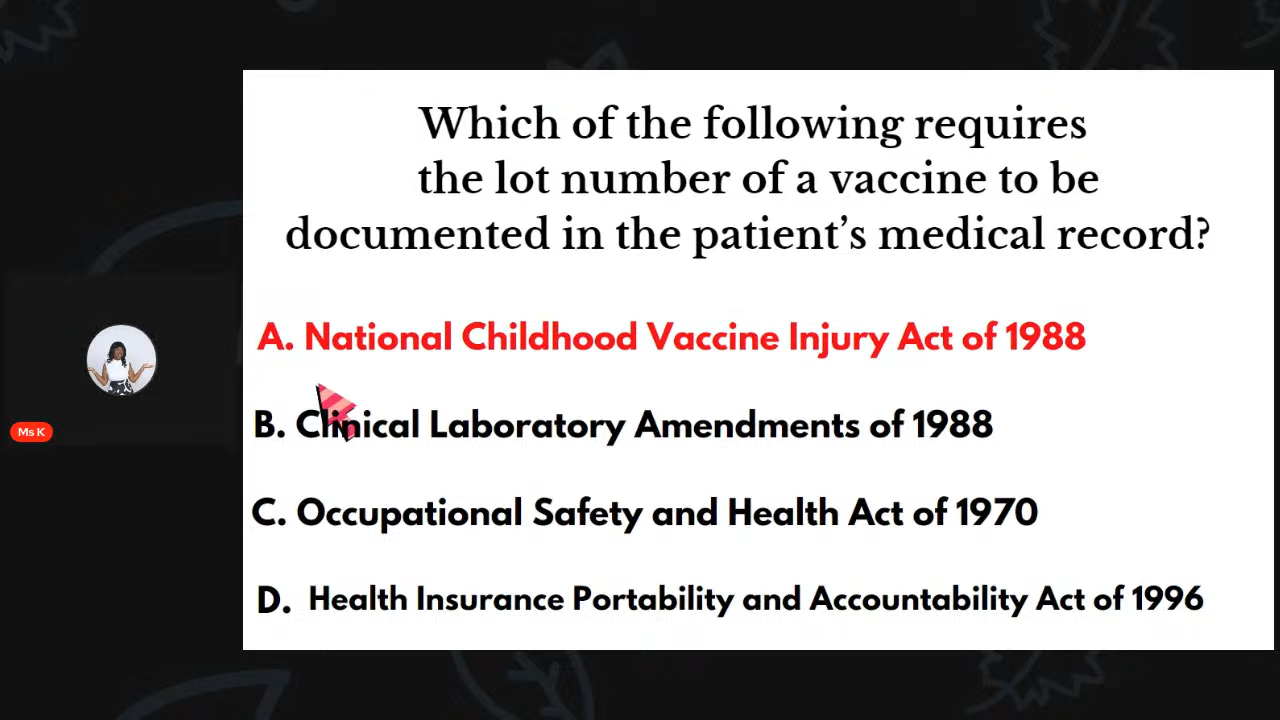 Which of the following requires
the lot number of a vaccine to be
documented in the patient’s medical record?
A. National Childhood Vaccine Injury Act of 1988
B. Clinical Laboratory Amendments of 1988
C. Occupational Safety and Health Act of 1970
D. Health Insurance Portability and Accountability Act of 1996
Ms K